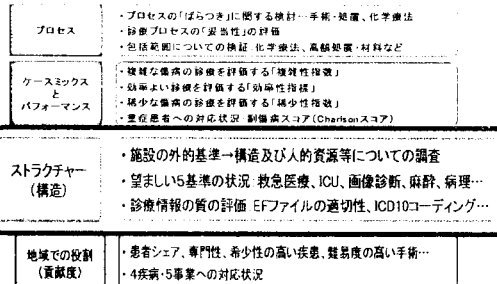 プロセス
・プロセスの「ばらつき」に関する検討…手術・処置、化学療法
・診療プロセスの「妥当性」の評価
・包括範囲についての検証 化学療法、高額処置・材料など
ケースミックス
と
パフォーマンス
・複雑な傷病の診療を評価する「複雑性指数」
・効率よい診療を評価する「効率性指標」
・稀少な傷病の診療を評価する「稀少性指数」
・重症患者への対応状況 副傷病スコア(Charlsonスコア)
ストラクチャー
(構造)
・施設の外的基準→構造及び人的資源等についての調査
・望ましい5基準の状況 救急医療、ICU、画像診断、麻酔、病理…
・診療情報の質の評価 EFファイルの適切性、ICD10コーディング…
地域での役割
(貢献度)
・患者シェア、専門性、希少性の高い疾患、難易度の高い手術…
・4疾病・5事業への対応状況